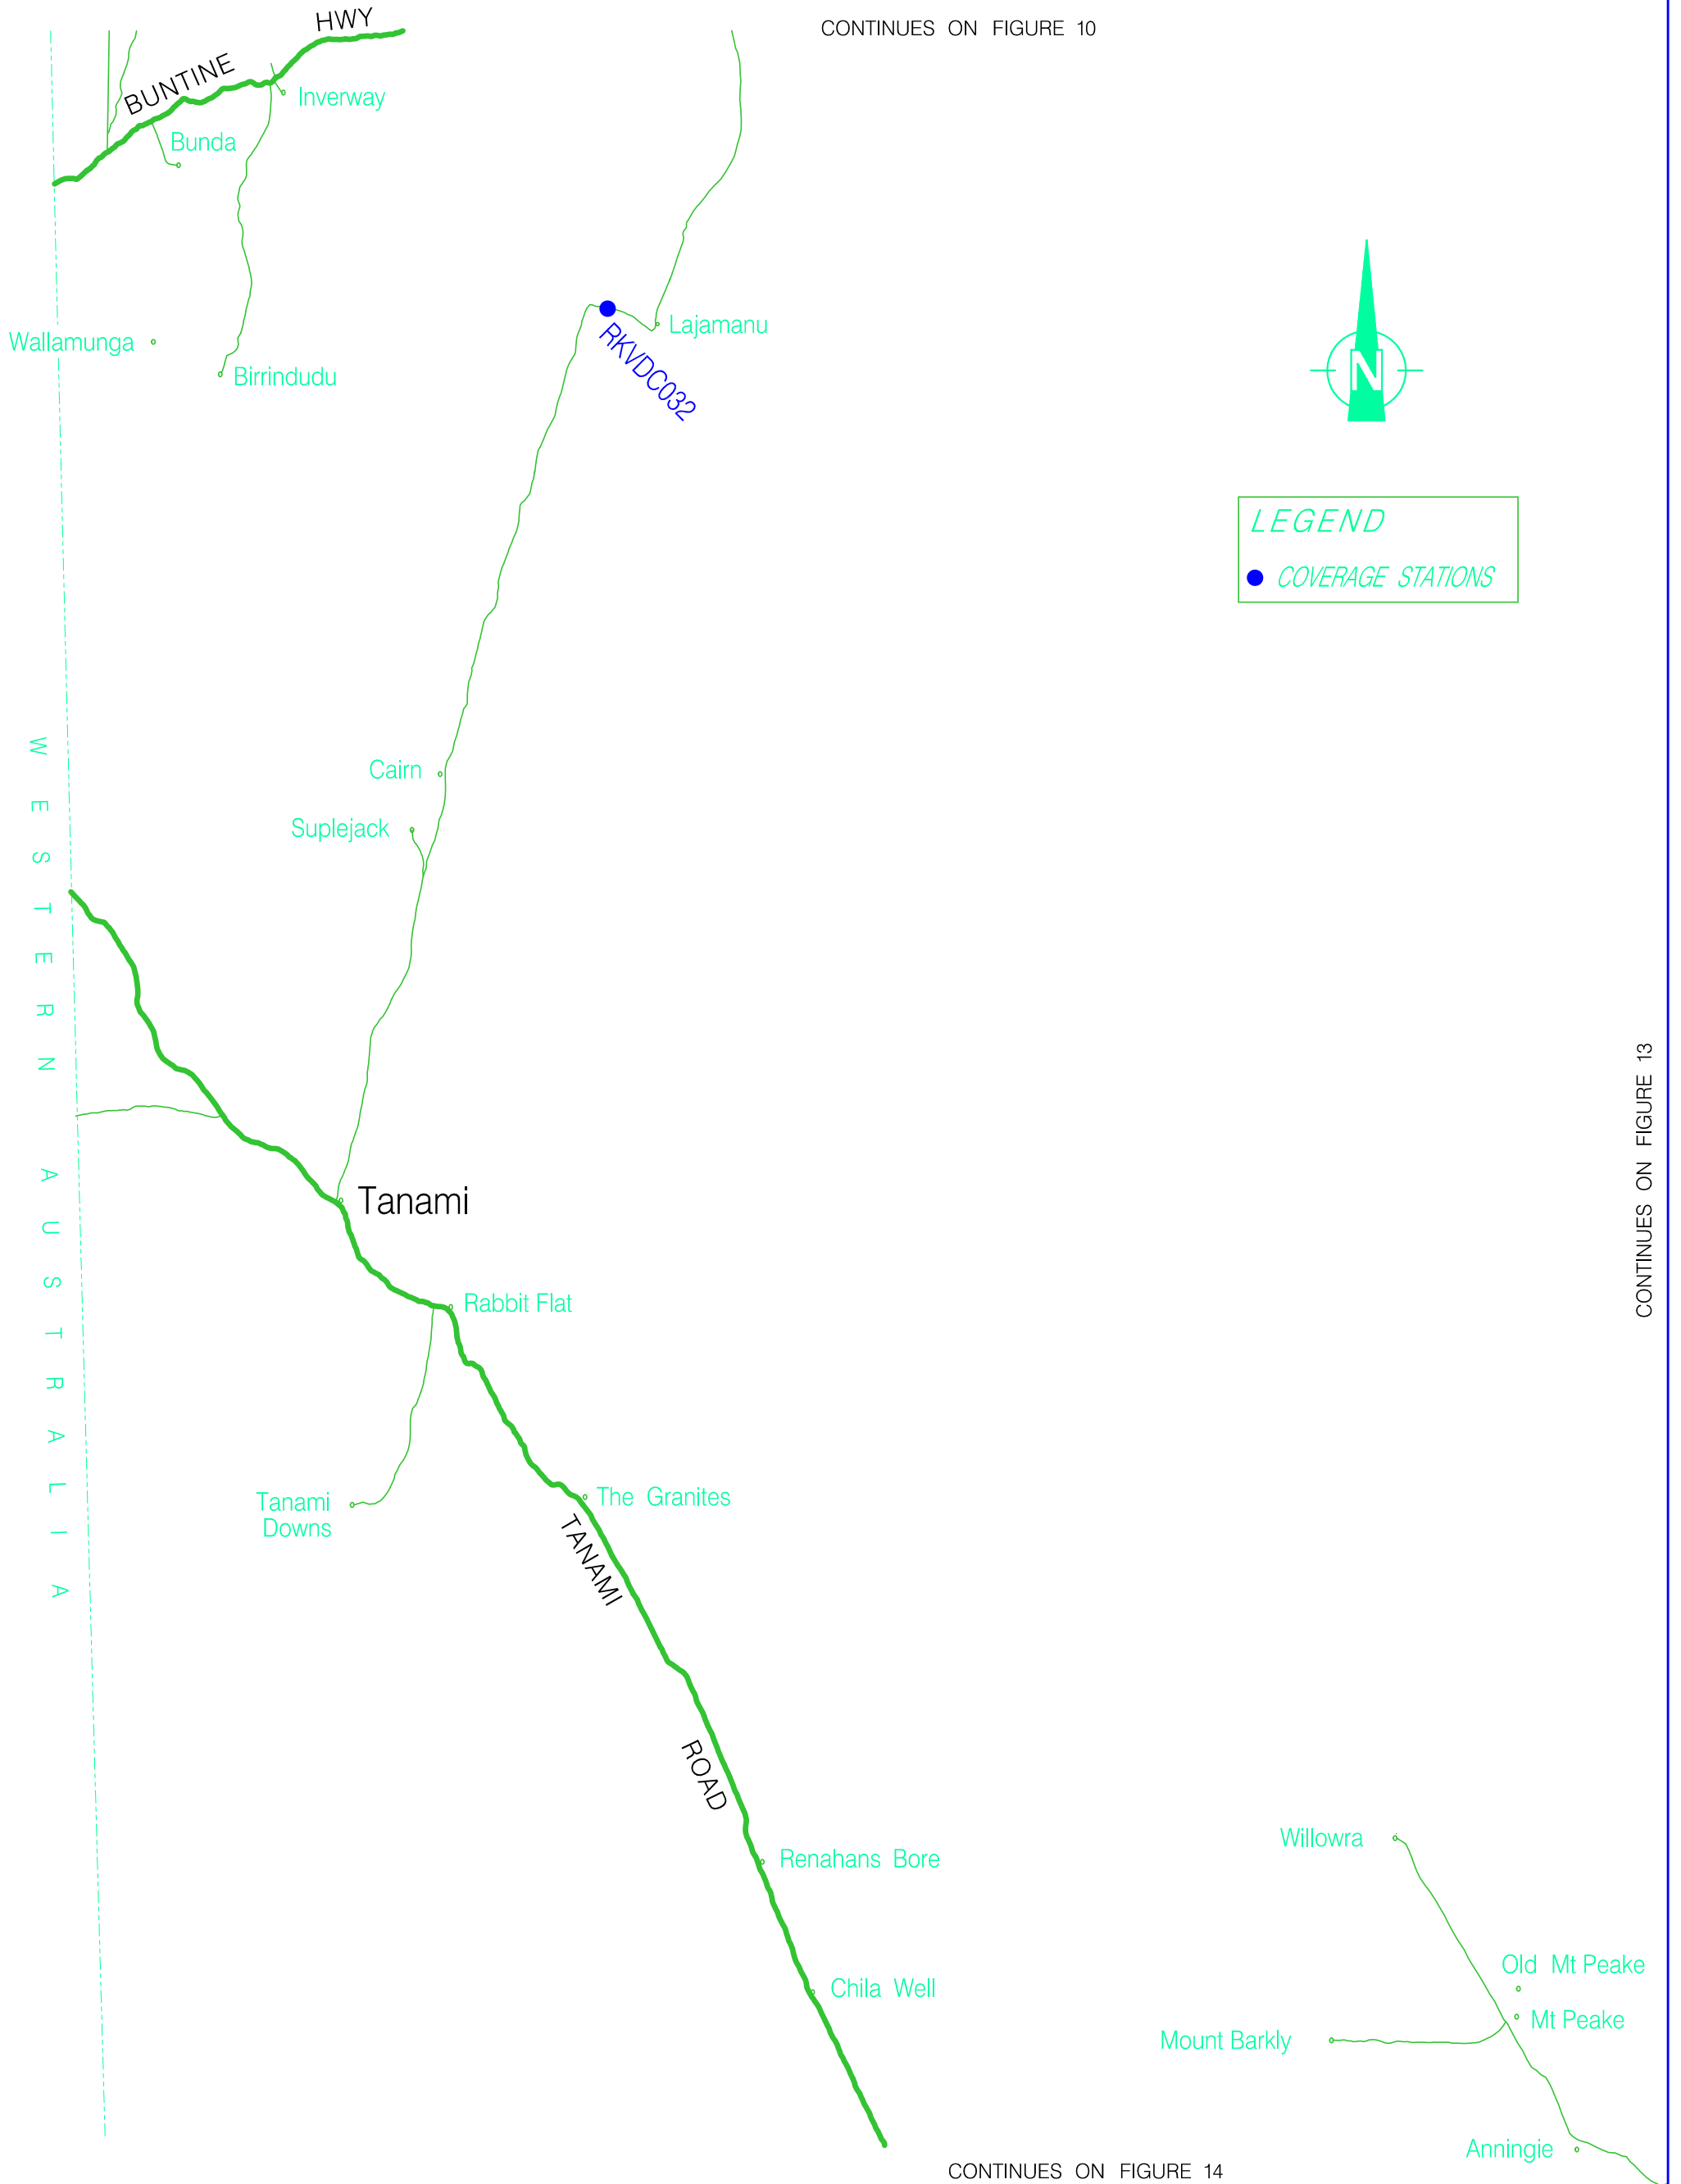 CONTINUES ON FIGURE 10
BUNTINE HWY
Inverway
Bunda
Lajamanu
Wallamunga
RKVDC032
Birrindudu
N
LEGEND
COVERAGE STATIONS
WESTERN AUSTRALIA
Cairn
Suplejack
CONTINUES ON FIGURE 13
Tanami
Rabbit Flat
The Granites
Tanami
Downs
TANAMI ROAD
Willowra
Renahans Bore
Old Mt Peake
Chila Well
Mt Peake
Mount Barkly
Anningie
CONTINUES ON FIGURE 14